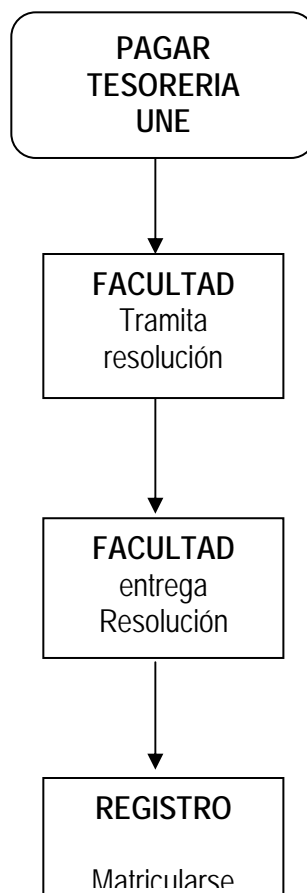 PAGAR
TESORERIA
UNE
FACULTAD
Tramita
resolución
FACULTAD
entrega
Resolución
REGISTRO
Matricularse